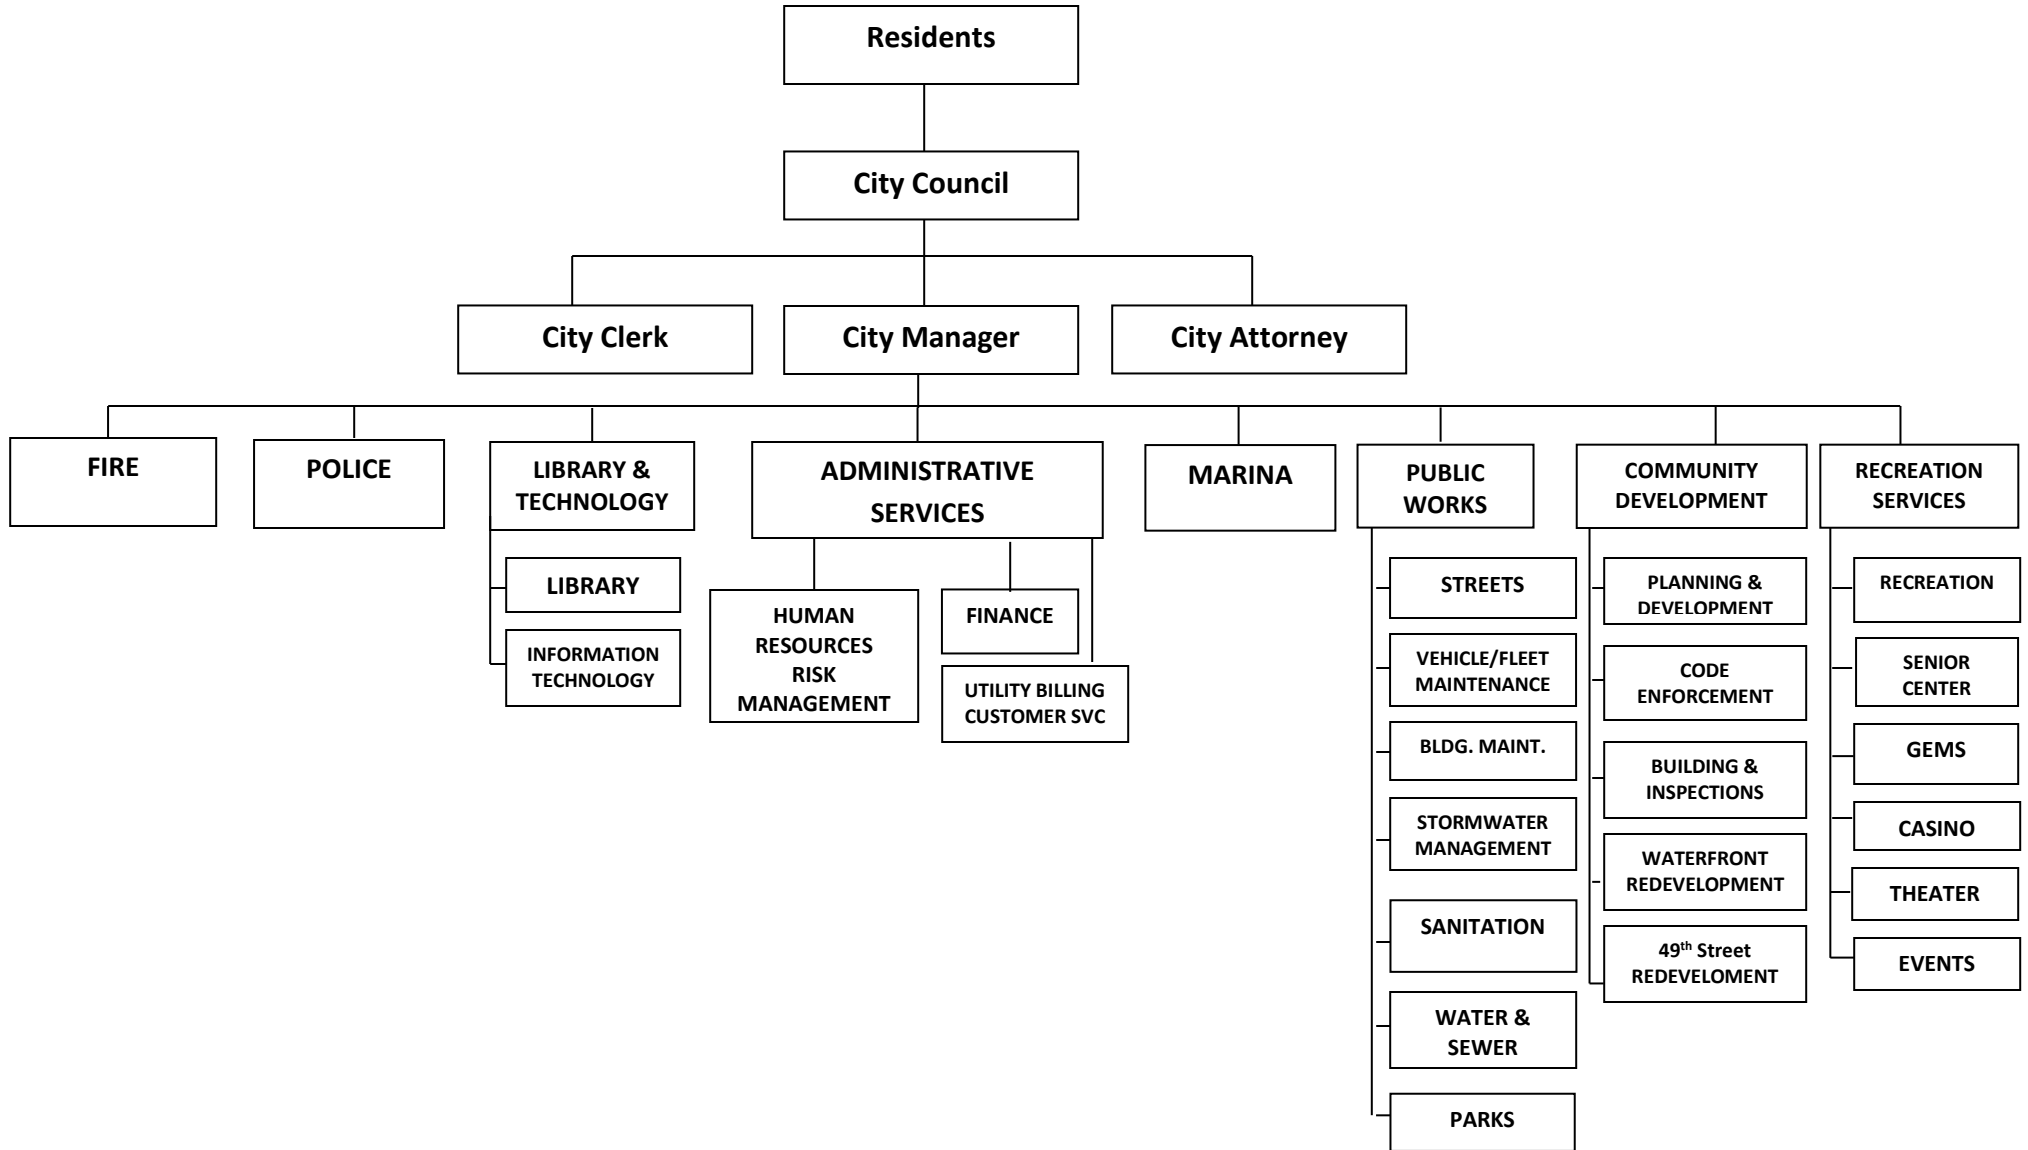 Residents
City Council
City Clerk
City Manager
City Attorney
FIRE
POLICE
LIBRARY &
TECHNOLOGY
ADMINISTRATIVE
SERVICES
MARINA
PUBLIC
WORKS
COMMUNITY
DEVELOPMENT
RECREATION
SERVICES
LIBRARY
INFORMATION
TECHNOLOGY
HUMAN
RESOURCES
RISK
MANAGEMENT
FINANCE
UTILITY BILLING
CUSTOMER SVC
STREETS
VEHICLE/FLEET
MAINTENANCE
BLDG. MAINT.
STORMWATER
MANAGEMENT
SANITATION
WATER &
SEWER
PARKS
PLANNING &
DEVELOPMENT
CODE
ENFORCEMENT
BUILDING &
INSPECTIONS
WATERFRONT
REDEVELOPMENT
49th Street
REDEVELOMENT
RECREATION
SENIOR
CENTER
GEMS
CASINO
THEATER
EVENTS